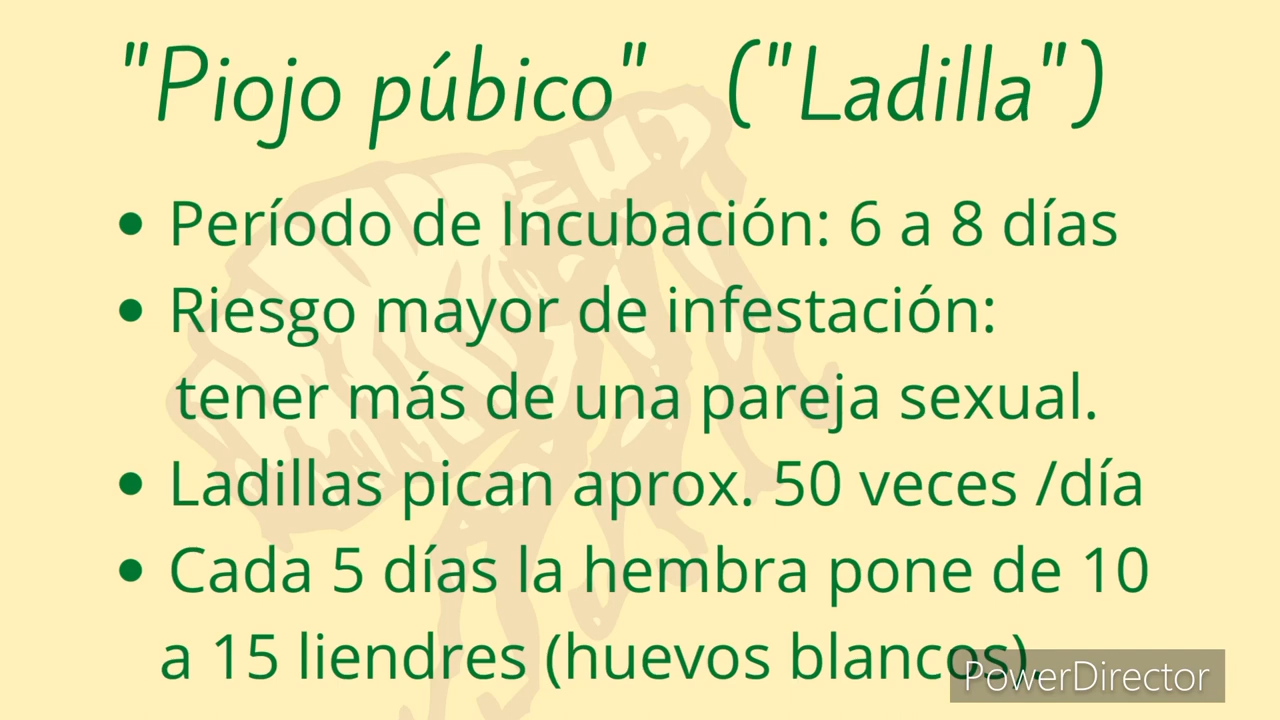 "Piojo púbico" ("Ladilla")
• Período de Incubación: 6 a 8 días
• Riesgo mayor de infestación:
tener más de una pareja sexual.
• Ladillas pican aprox. 50 veces /día
• Cada 5 días la hembra pone de 10
a 15 liendres (huevos blancos).
PowerDirector